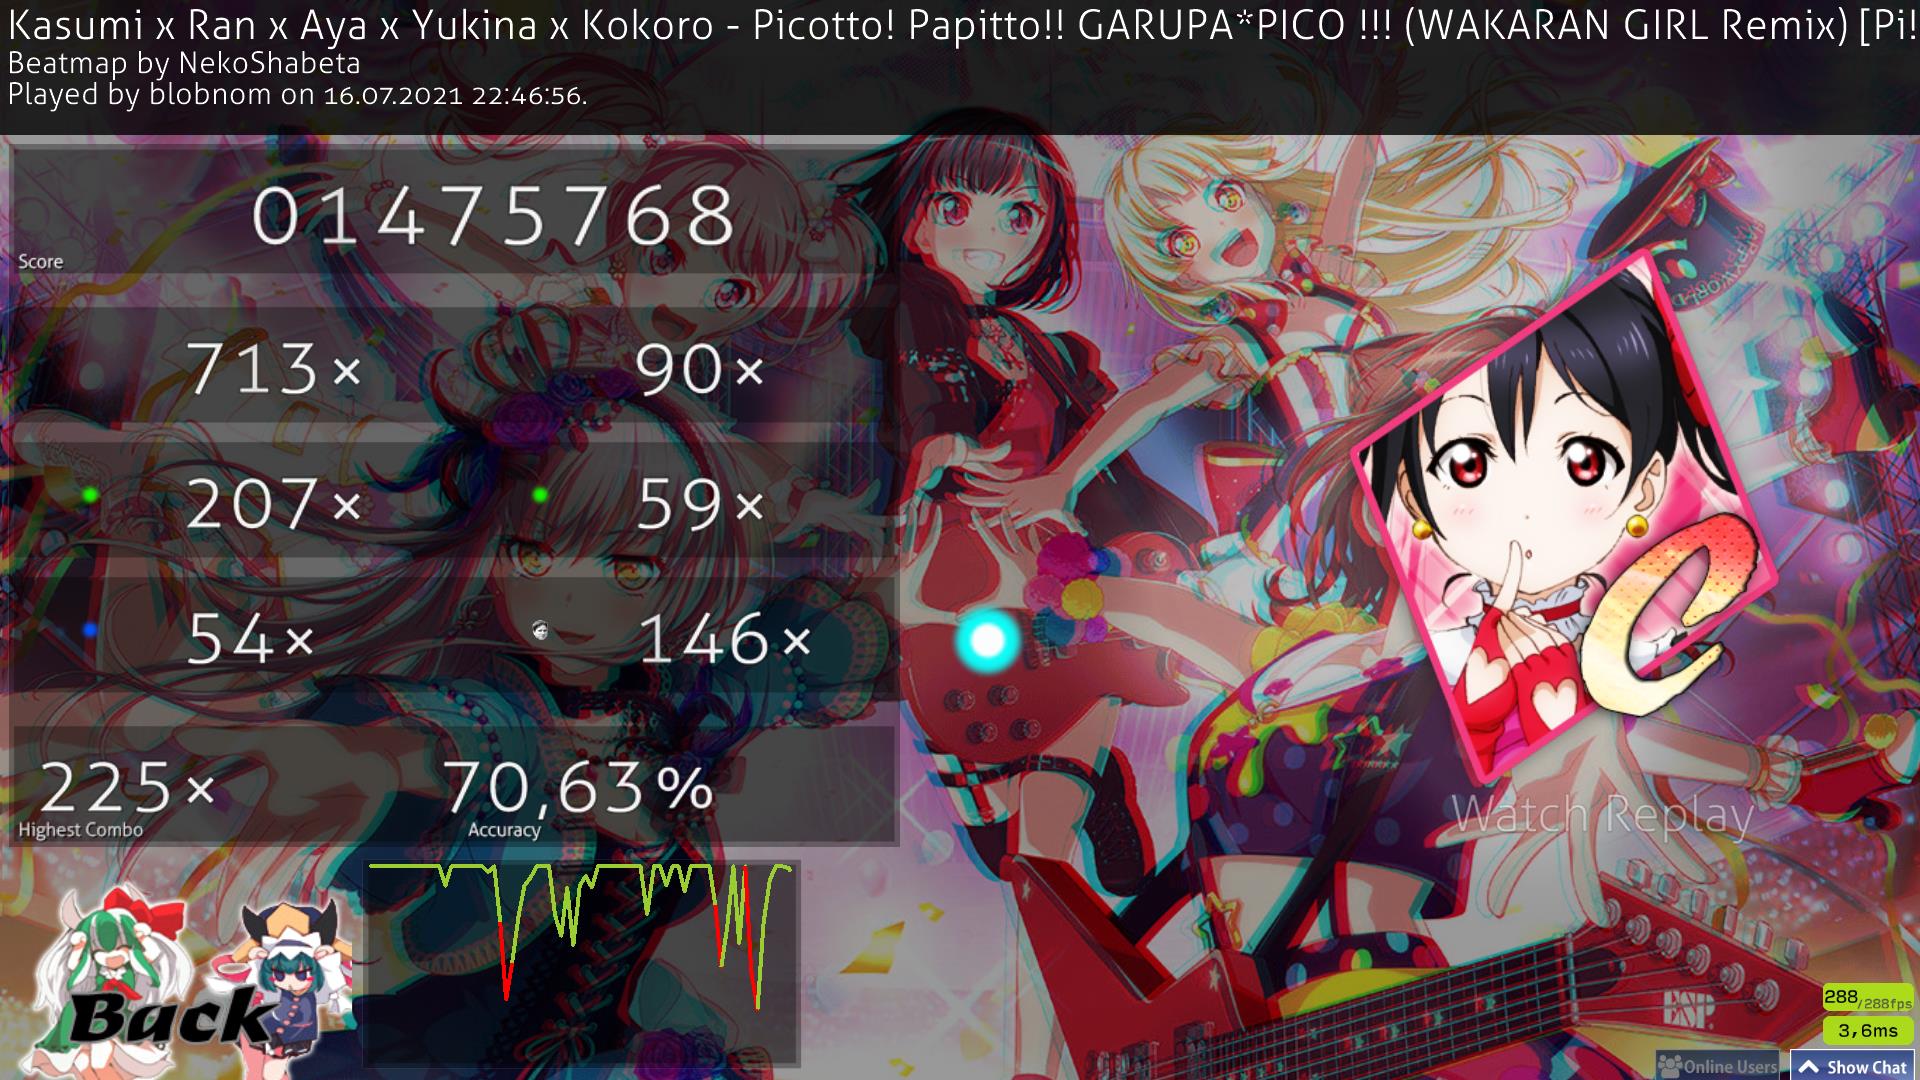 Kasumi x Ran x Aya x Yukina x Kokoro - Picotto! Papitto!! GARUPA*PICO !!! (WAKARAN GIRL Remix) [Pi!
Beatmap by NekoShabeta
Played by blobnom on 16.07.2021 22:46:56.
01475768
Score
713× 90×
207× 59×
54× 146×
225× 70,63%
Highest Combo Accuracy
C
Watch Replay
Back
ESP
288/288fps
3,6ms
Online Users Show Chat